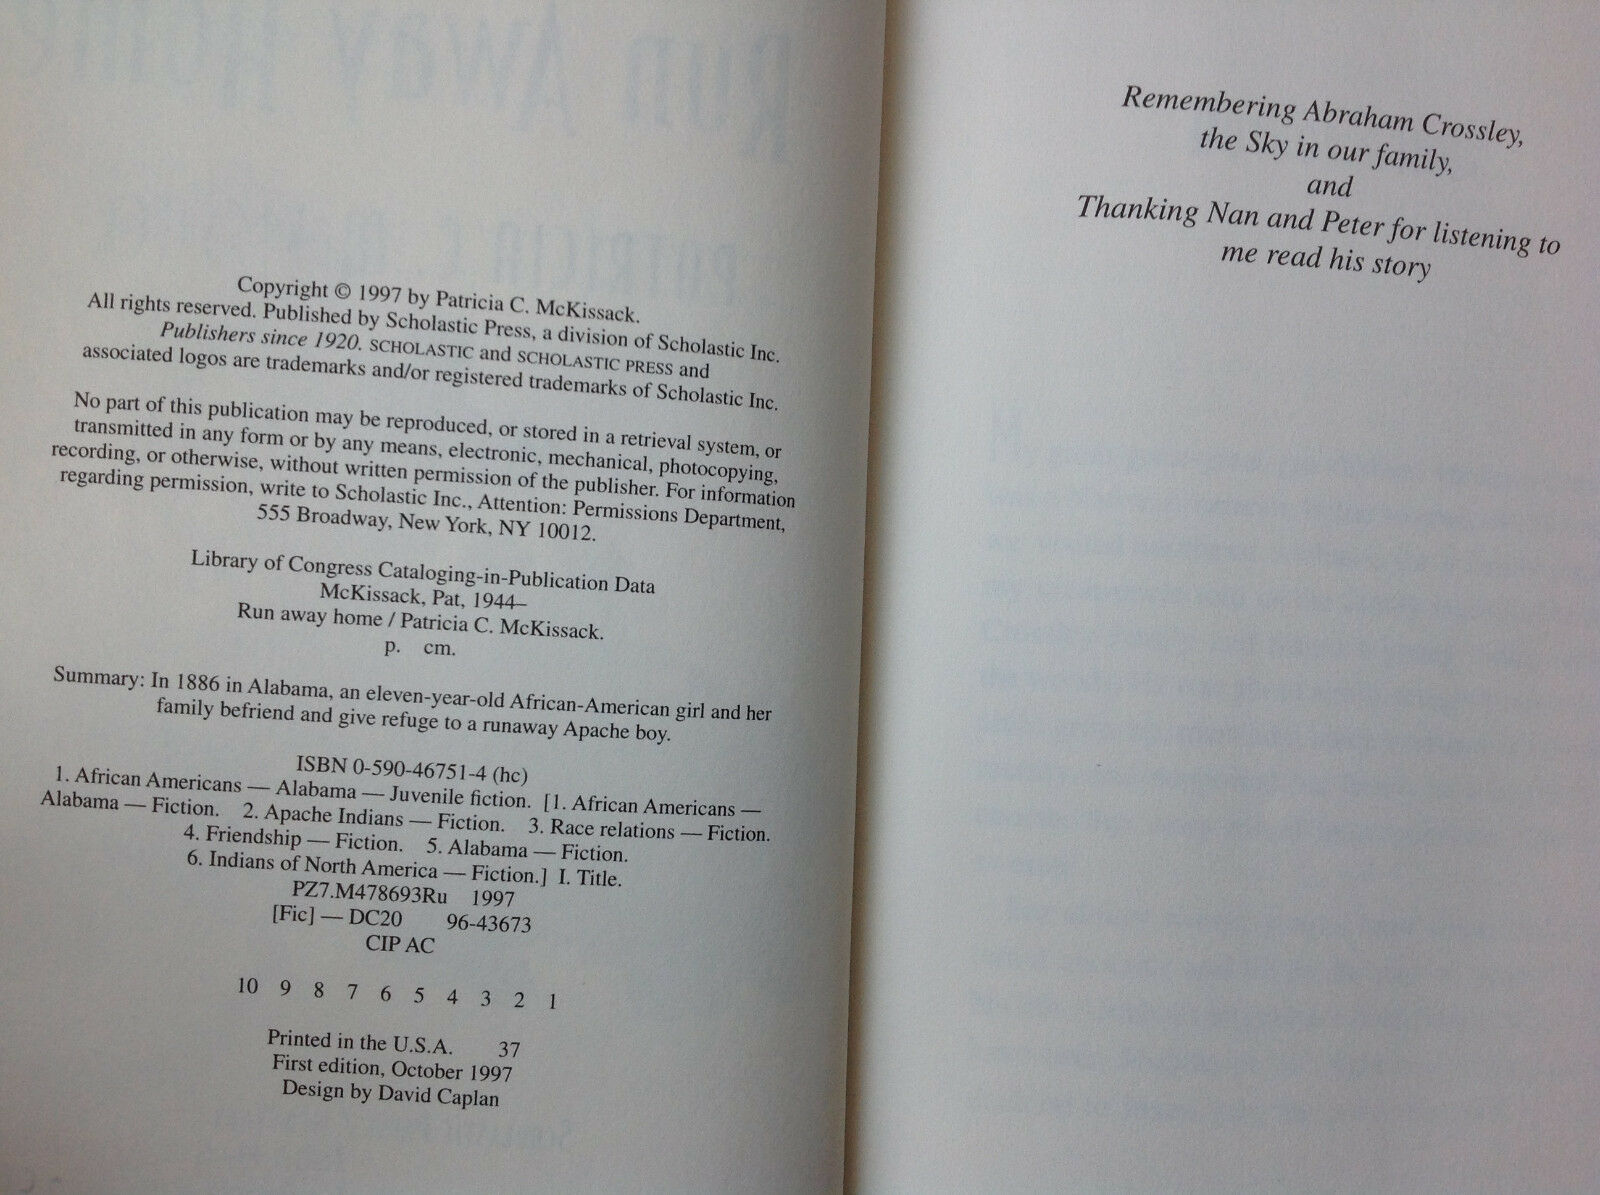 Copyright © 1997 by Patricia C. McKissack.
All rights reserved. Published by Scholastic Press, a division of Scholastic Inc.
Publishers since 1920. SCHOLASTIC and SCHOLASTIC PRESS and
associated logos are trademarks and/or registered trademarks of Scholastic Inc.
No part of this publication may be reproduced, or stored in a retrieval system, or
transmitted in any form or by any means, electronic, mechanical, photocopying,
recording, or otherwise, without written permission of the publisher. For information
regarding permission, write to Scholastic Inc., Attention: Permissions Department,
555 Broadway, New York, NY 10012.
Library of Congress Cataloging-in-Publication Data
McKissack, Pat, 1944–
Run away home / Patricia C. McKissack.
p. cm.
Summary: In 1886 in Alabama, an eleven-year-old African-American girl and her
family befriend and give refuge to a runaway Apache boy.
ISBN 0-590-46751-4 (hc)
1. African Americans — Alabama — Juvenile fiction. [1. African Americans —
Alabama — Fiction. 2. Apache Indians — Fiction. 3. Race relations — Fiction.
4. Friendship — Fiction. 5. Alabama — Fiction.
6. Indians of North America — Fiction.] I. Title.
PZ7.M478693Ru 1997
[Fic] — DC20 96-43673
CIP AC
10 9 8 7 6 5 4 3 2 1
Printed in the U.S.A. 37
First edition, October 1997
Design by David Caplan
Remembering Abraham Crossley,
the Sky in our family,
and
Thanking Nan and Peter for listening to
me read his story